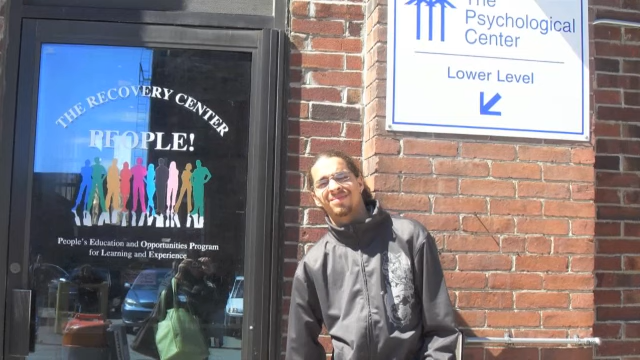 THE RECOVERY CENTER
PEOPLE!
People's Education and Opportunities Program
for Learning and Experience
The
Psychological
Center
Lower Level